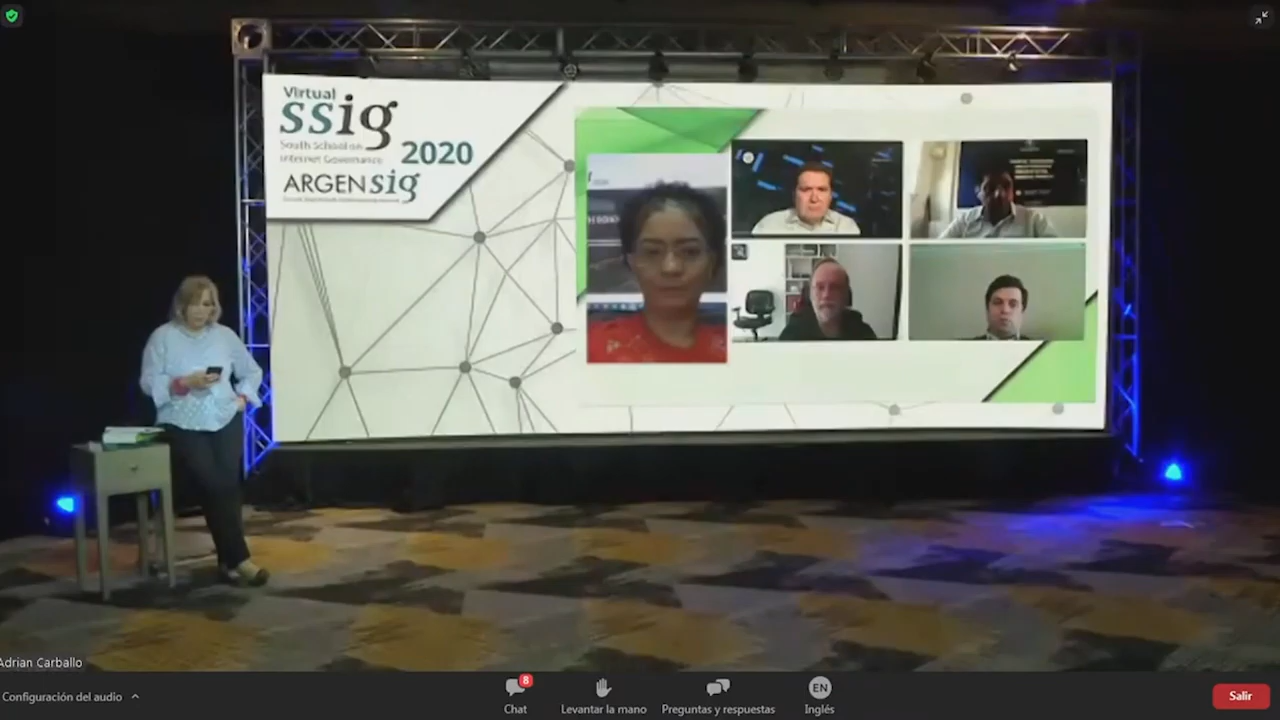 Virtual
ssig
South School on
Internet Governance
2020
ARGENsig
Adrian Carballo
Configuración del audio
8
Chat
Levantar la mano
Preguntas y respuestas
EN
Inglés
Salir